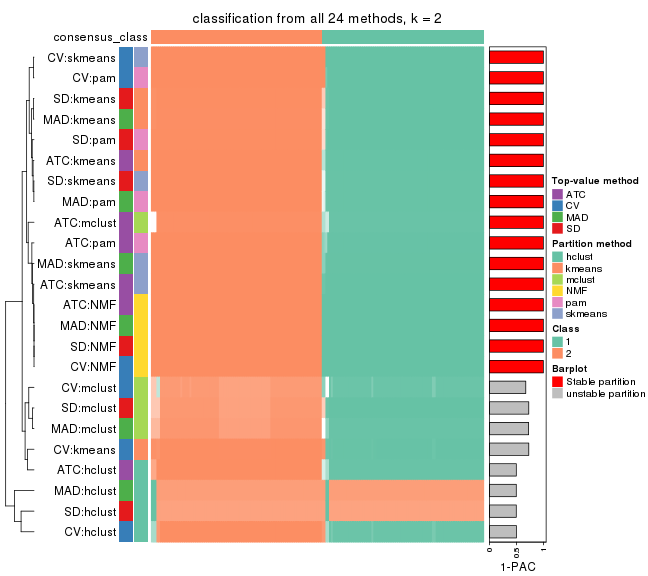 classification from all 24 methods, k = 2
consensus_class
CV:skmeans
CV:pam
SD:kmeans
MAD:kmeans
SD:pam
ATC:kmeans
SD:skmeans
MAD:pam
ATC:mclust
ATC:pam
MAD:skmeans
ATC:skmeans
ATC:NMF
MAD:NMF
SD:NMF
CV:NMF
CV:mclust
SD:mclust
MAD:mclust
CV:kmeans
ATC:hclust
MAD:hclust
SD:hclust
CV:hclust
0
0.5
1
1-PAC
Top-value method
ATC
CV
MAD
SD
Partition method
hclust
kmeans
mclust
NMF
pam
skmeans
Class
1
2
Barplot
Stable partition
unstable partition